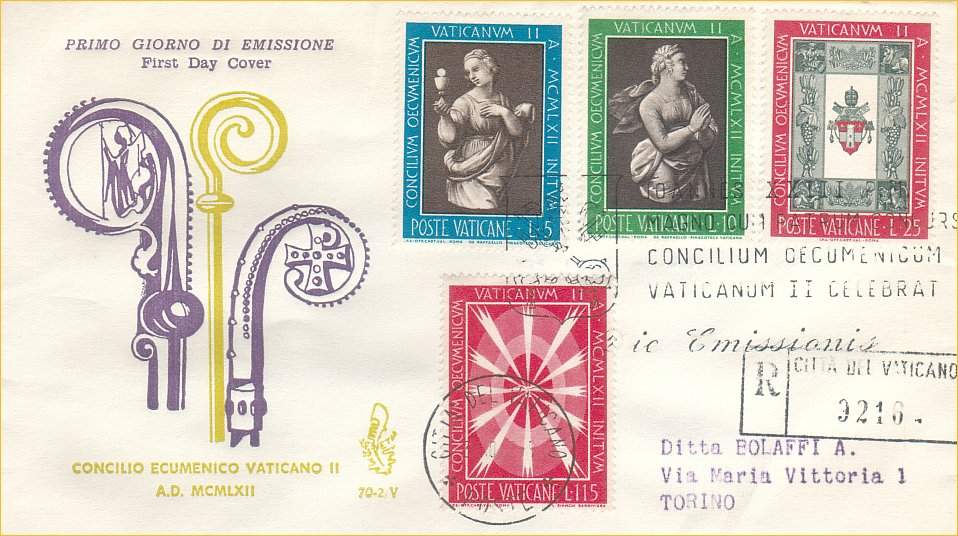 PRIMO GIORNO DI EMISSIONE
First Day Cover
CONCILIVM OECVMENICVM VATICANVM II A. MCMLXII INITVM
POSTE VATICANE L.5
CONCILIVM OECVMENICVM VATICANVM II A. MCMLXII INITVM
POSTE VATICANE L.10
CONCILIVM OECVMENICVM VATICANVM II A. MCMLXII INITVM
POSTE VATICANE L.25
CONCILIUM OECUMENICUM
VATICANUM II CELEBRAT
CONCILIVM OECVMENICVM VATICANVM II A. MCMLXII INITVM
POSTE VATICANE L.115
Emissionis
R
CITTÀ DEL VATICANO
9216
Ditta BOLAFFI A.
Via Maria Vittoria 1
TORINO
CONCILIO ECUMENICO VATICANO II
A.D. MCMLXII
70-2/V